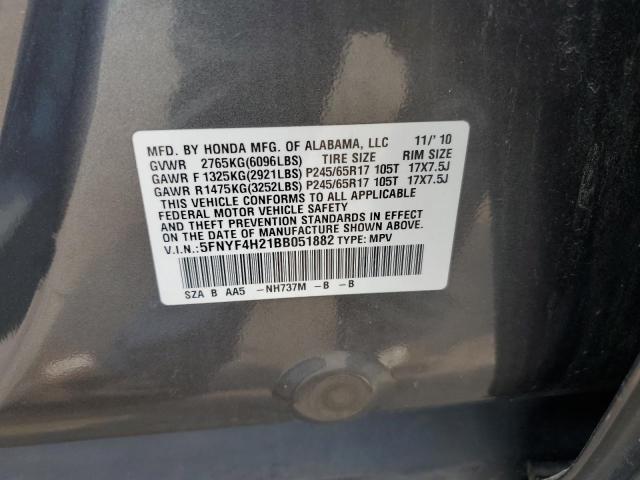 MFD. BY HONDA MFG. OF ALABAMA, LLC 11/'10
GVWR 2765KG(6096LBS) TIRE SIZE RIM SIZE
GAWR F 1325KG(2921LBS) P245/65R17 105T 17X7.5J
GAWR R1475KG(3252LBS) P245/65R17 105T 17X7.5J
THIS VEHICLE CONFORMS TO ALL APPLICABLE
FEDERAL MOTOR VEHICLE SAFETY
AND THEFT PREVENTION STANDARDS IN EFFECT
ON THE DATE OF MANUFACTURE SHOWN ABOVE.
V.I.N.: 5FNYF4H21BB051882 TYPE: MPV
SZA B AA5 -NH737M -B -B